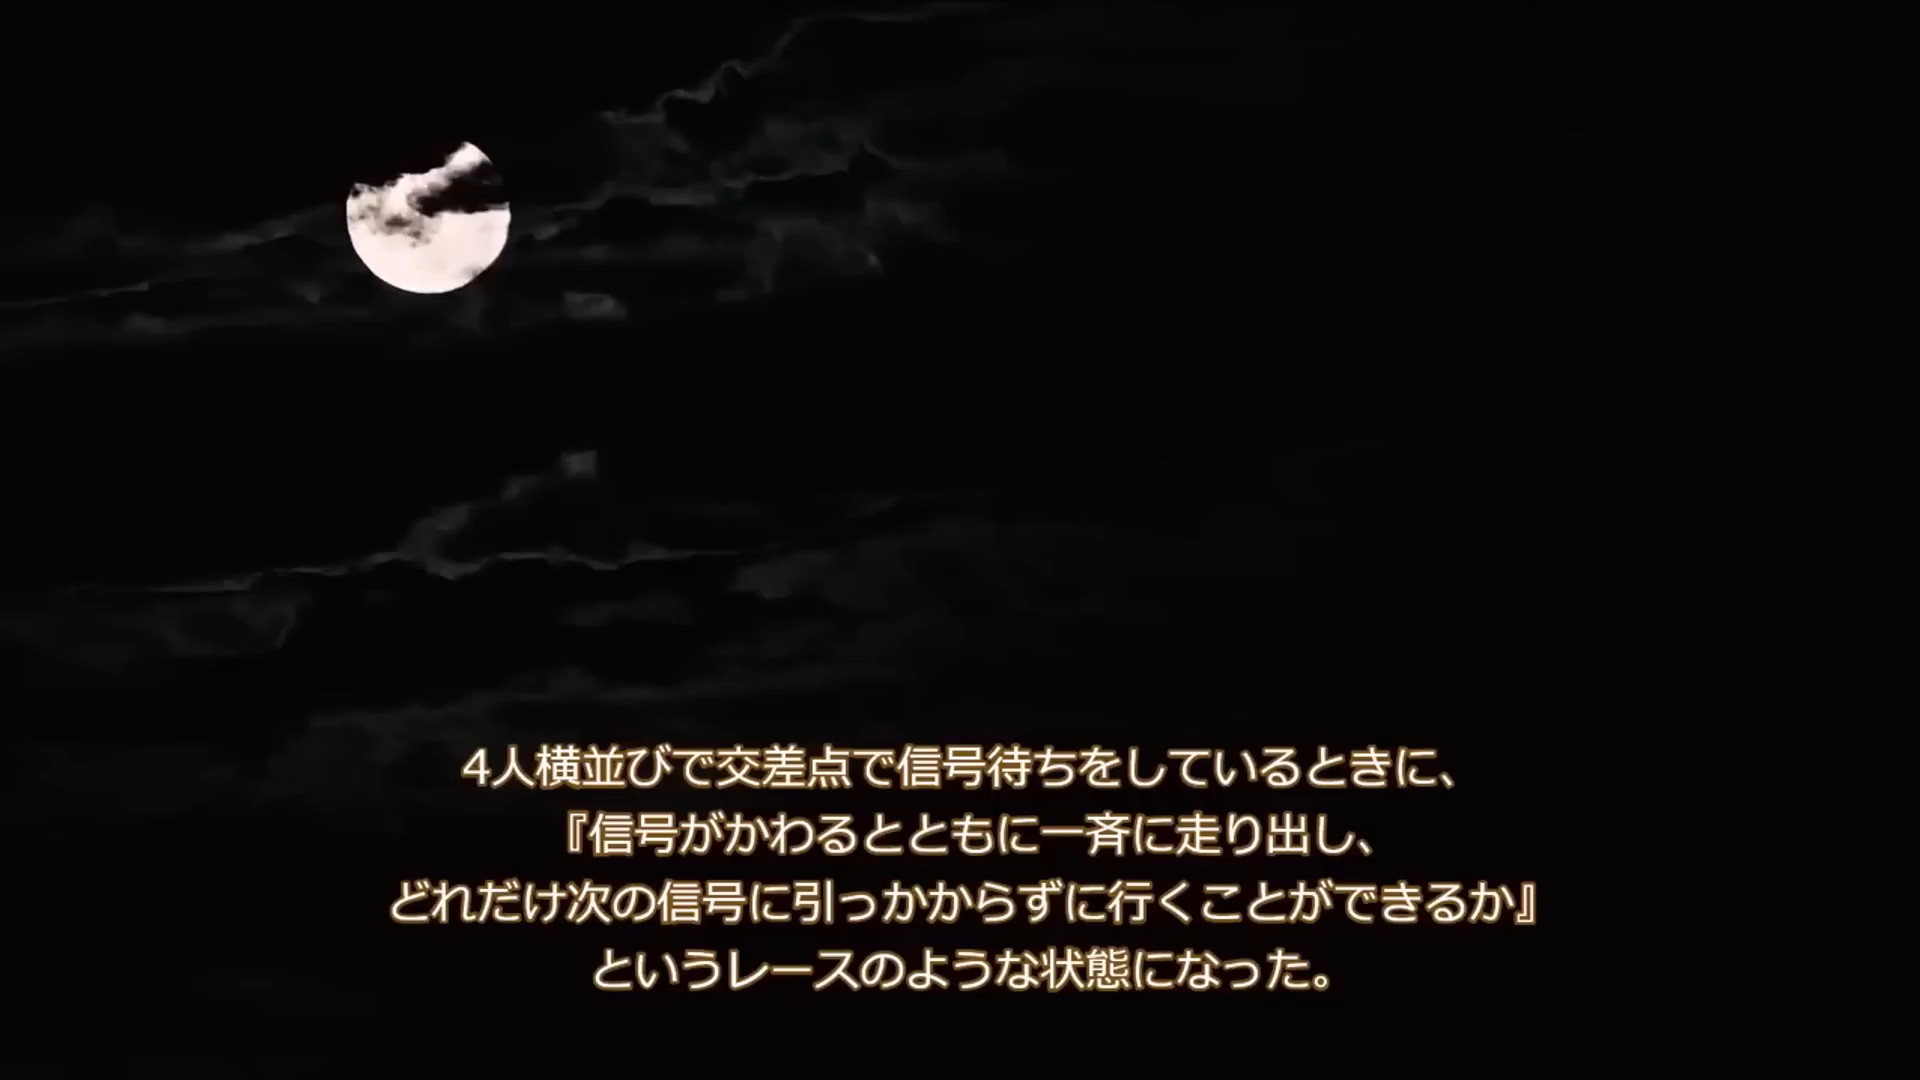 4人横並びで交差点で信号待ちをしているときに、
『信号がかわるとともに一斉に走り出し、
どれだけ次の信号に引っかからずに行くことができるか』
というレースのような状態になった。